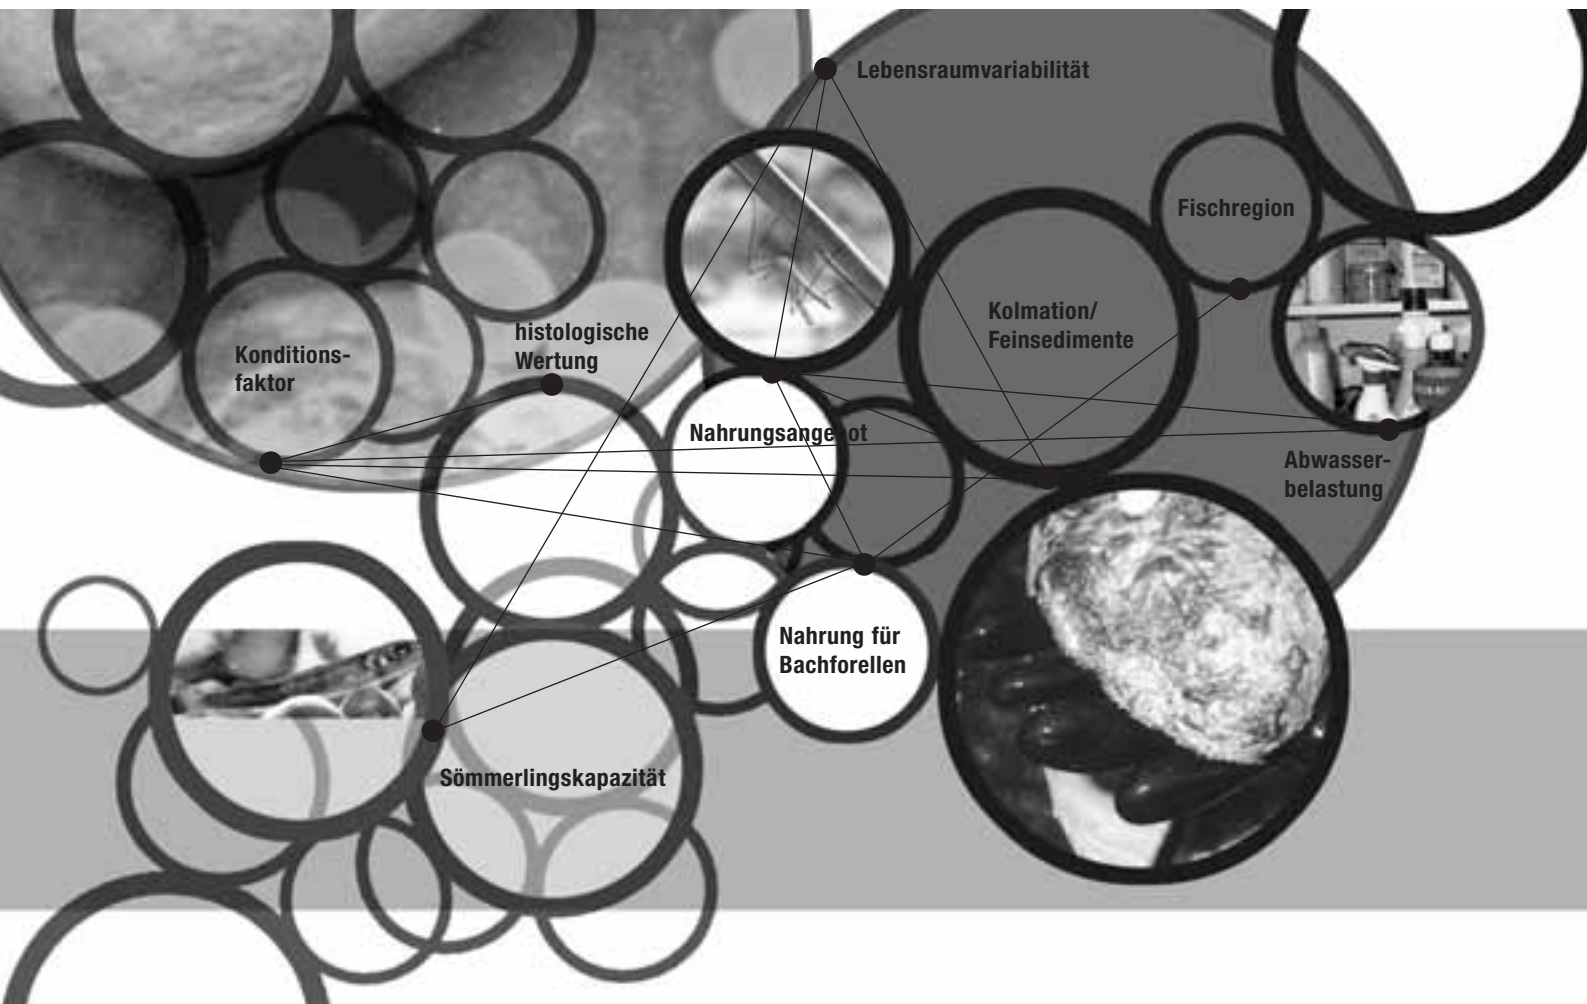 Lebensraumvariabilität
Fischregion
Kolmation/
Feinsedimente
histologische
Wertung
Konditions-
faktor
Nahrungsangebot
Abwasser-
belastung
Nahrung für
Bachforellen
Sömmerlingskapazität